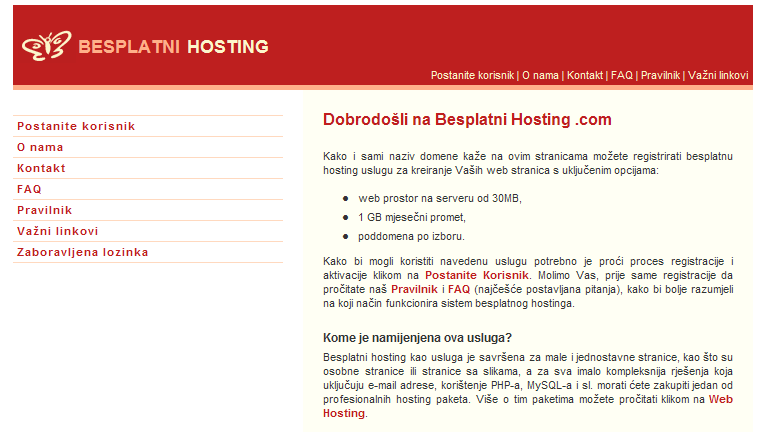 BESPLATNI HOSTING
Postanite korisnik | O nama | Kontakt | FAQ | Pravilnik | Važni linkovi
Postanite korisnik
O nama
Kontakt
FAQ
Pravilnik
Važni linkovi
Zaboravljena lozinka
Dobrodošli na Besplatni Hosting .com
Kako i sami naziv domene kaže na ovim stranicama možete registrirati besplatnu
hosting uslugu za kreiranje Vaših web stranica s uključenim opcijama:
● web prostor na serveru od 30MB,
● 1 GB mjesečni promet,
● poddomena po izboru.
Kako bi mogli koristiti navedenu uslugu potrebno je proći proces registracije i
aktivacije klikom na Postanite Korisnik. Molimo Vas, prije same registracije da
pročitate naš Pravilnik i FAQ (najčešće postavljana pitanja), kako bi bolje razumjeli
na koji način funkcionira sistem besplatnog hostinga.
Kome je namijenjena ova usluga?
Besplatni hosting kao usluga je savršena za male i jednostavne stranice, kao što su
osobne stranice ili stranice sa slikama, a za sva imalo kompleksnija rješenja koja
uključuju e-mail adrese, korištenje PHP-a, MySQL-a i sl. morati ćete zakupiti jedan od
profesionalnih hosting paketa. Više o tim paketima možete pročitati klikom na Web
Hosting.